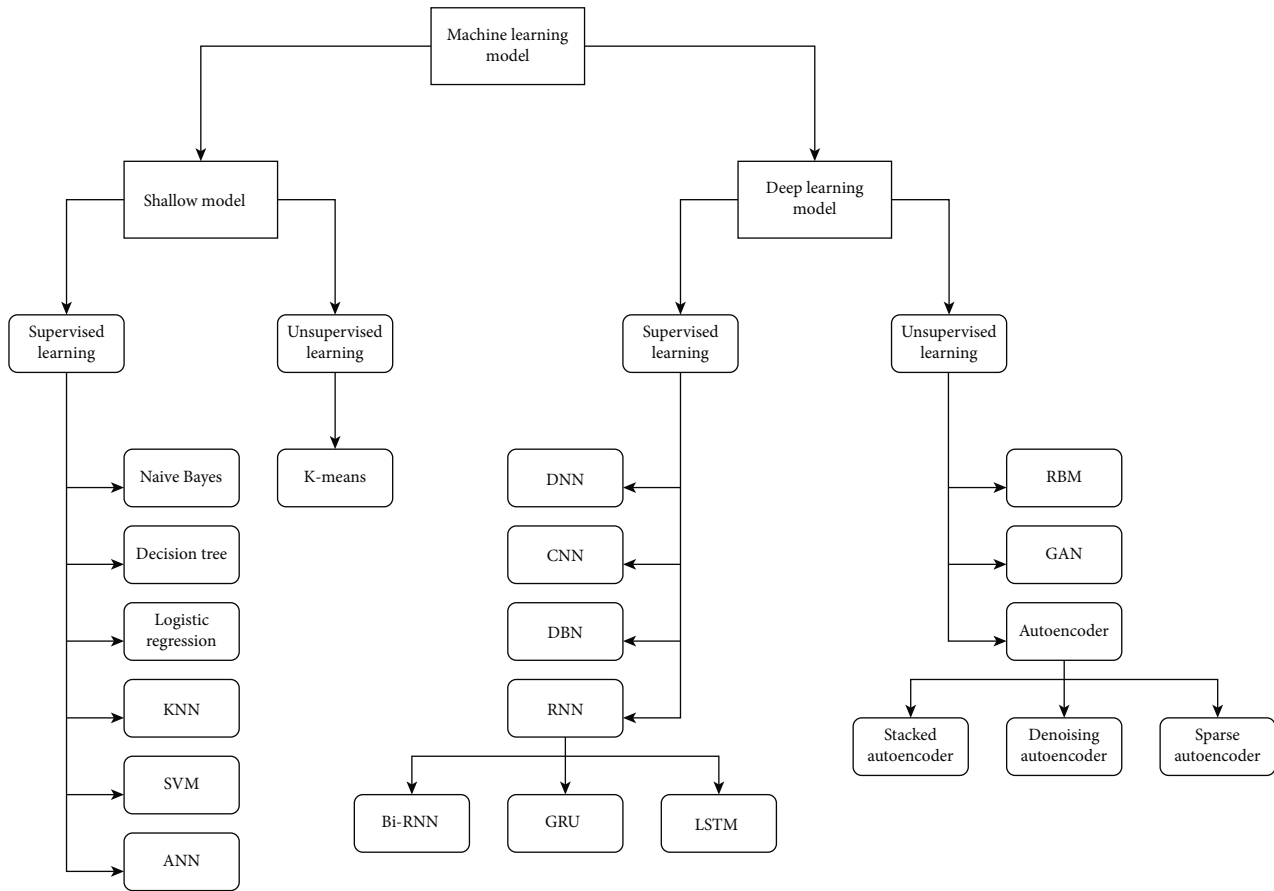 Machine learning
model
Shallow model
Deep learning
model
Supervised
learning
Unsupervised
learning
Supervised
learning
Unsupervised
learning
Naive Bayes
Decision tree
Logistic
regression
KNN
SVM
ANN
K-means
DNN
CNN
DBN
RNN
Bi-RNN
GRU
LSTM
RBM
GAN
Autoencoder
Stacked
autoencoder
Denoising
autoencoder
Sparse
autoencoder